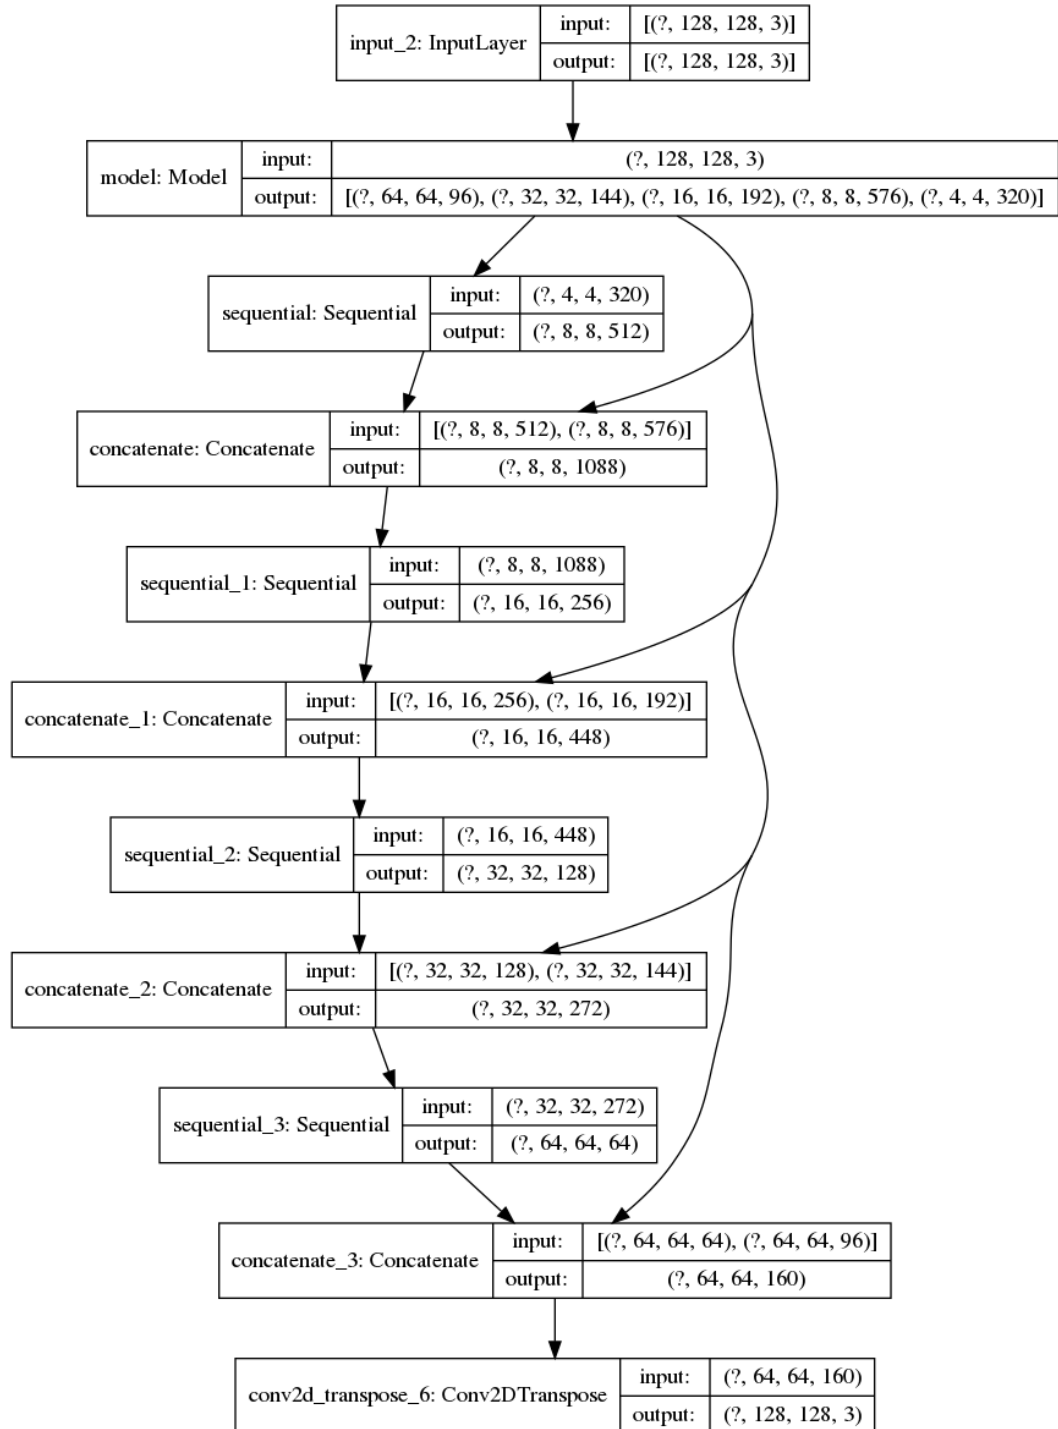 input_2: InputLayer
input: [(?, 128, 128, 3)]
output: [(?, 128, 128, 3)]
model: Model
input: (?, 128, 128, 3)
output: [(?, 64, 64, 96), (?, 32, 32, 144), (?, 16, 16, 192), (?, 8, 8, 576), (?, 4, 4, 320)]
sequential: Sequential
input: (?, 4, 4, 320)
output: (?, 8, 8, 512)
concatenate: Concatenate
input: [(?, 8, 8, 512), (?, 8, 8, 576)]
output: (?, 8, 8, 1088)
sequential_1: Sequential
input: (?, 8, 8, 1088)
output: (?, 16, 16, 256)
concatenate_1: Concatenate
input: [(?, 16, 16, 256), (?, 16, 16, 192)]
output: (?, 16, 16, 448)
sequential_2: Sequential
input: (?, 16, 16, 448)
output: (?, 32, 32, 128)
concatenate_2: Concatenate
input: [(?, 32, 32, 128), (?, 32, 32, 144)]
output: (?, 32, 32, 272)
sequential_3: Sequential
input: (?, 32, 32, 272)
output: (?, 64, 64, 64)
concatenate_3: Concatenate
input: [(?, 64, 64, 64), (?, 64, 64, 96)]
output: (?, 64, 64, 160)
conv2d_transpose_6: Conv2DTranspose
input: (?, 64, 64, 160)
output: (?, 128, 128, 3)